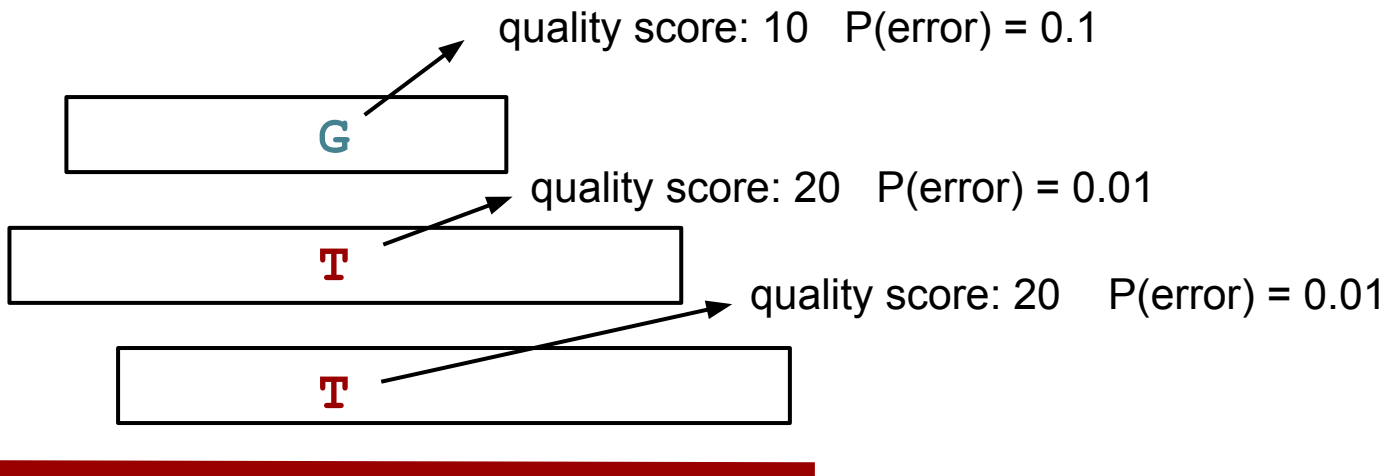 quality score: 10 P(error) = 0.1
G
quality score: 20 P(error) = 0.01
T
quality score: 20 P(error) = 0.01
T